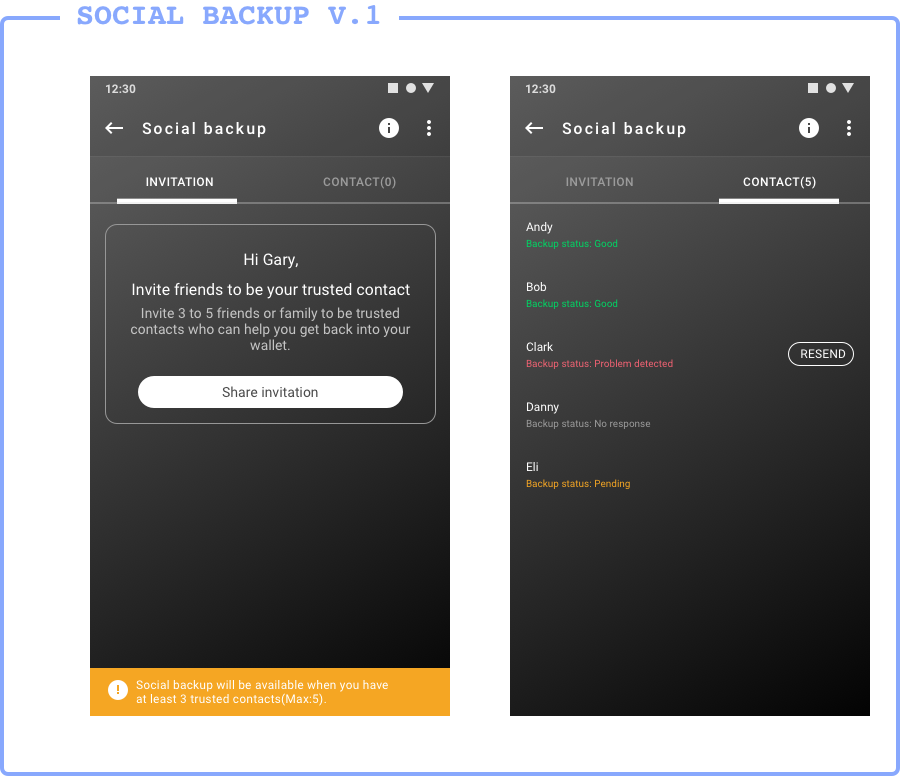 SOCIAL BACKUP V.1
12:30
Social backup
INVITATION CONTACT(0)
Hi Gary,
Invite friends to be your trusted contact
Invite 3 to 5 friends or family to be trusted
contacts who can help you get back into your
wallet.
Share invitation
Social backup will be available when you have
at least 3 trusted contacts(Max:5).
12:30
Social backup
INVITATION CONTACT(5)
Andy
Backup status: Good
Bob
Backup status: Good
Clark
Backup status: Problem detected
RESEND
Danny
Backup status: No response
Eli
Backup status: Pending